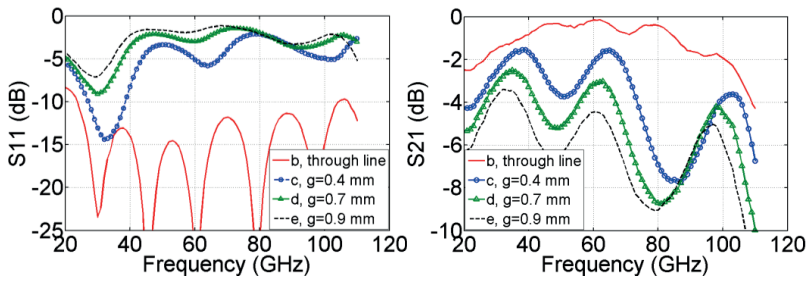 S11 (dB)
0
-5
-10
-15
-20
-25
20 40 60 80 100 120
Frequency (GHz)
b, through line
c, g=0.4 mm
d, g=0.7 mm
e, g=0.9 mm
S21 (dB)
0
-2
-4
-6
-8
-10
20 40 60 80 100 120
Frequency (GHz)
b, through line
c, g=0.4 mm
d, g=0.7 mm
e, g=0.9 mm